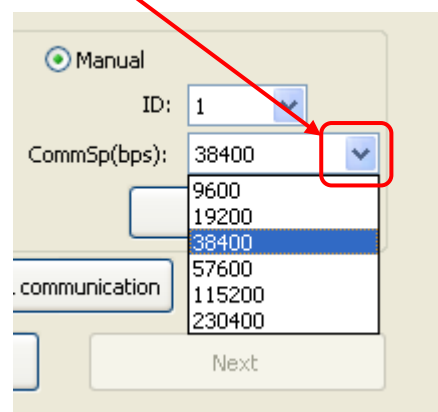 Manual
ID: 1
CommSp(bps): 38400
9600
19200
38400
57600
115200
230400
communication
Next